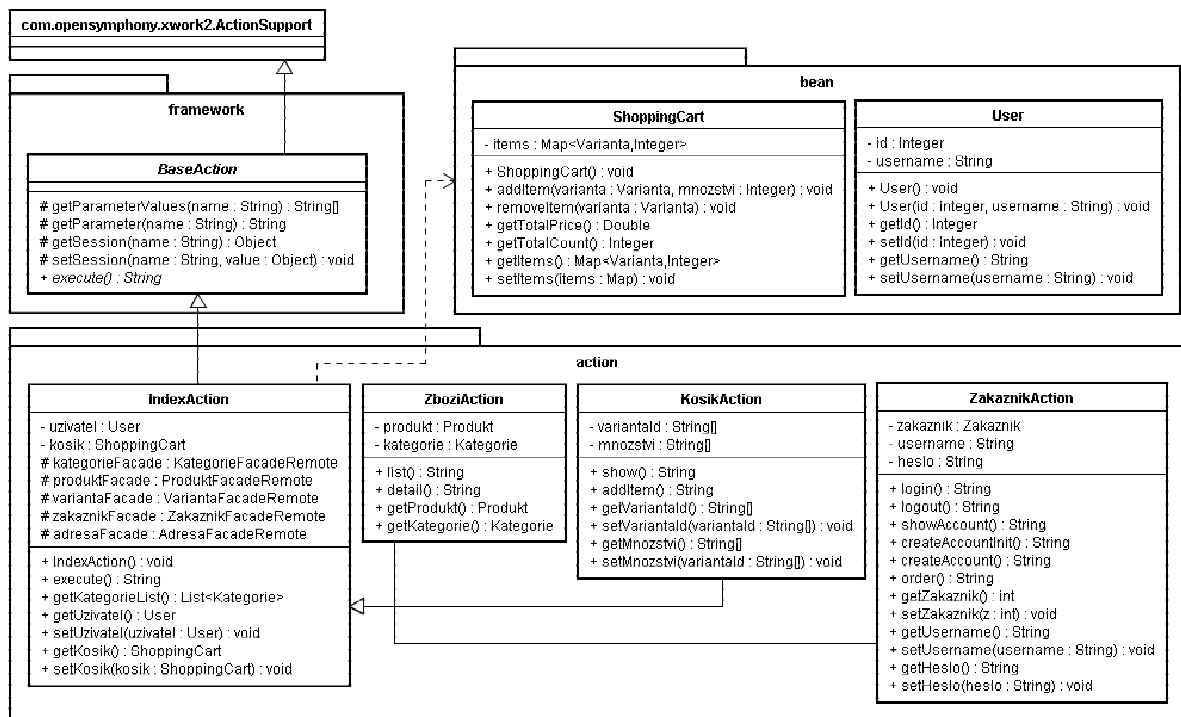 com.opensymphony.xwork2.ActionSupport
framework
BaseAction
# getParameterValues(name : String) : String[]
# getParameter(name : String) : String
# getSession(name : String) : Object
# setSession(name : String, value : Object) : void
+ execute() : String
bean
ShoppingCart
- items : Map<Varianta,Integer>
+ ShoppingCart() : void
+ addItem(varianta : Varianta, mnozstvi : Integer) : void
+ removeItem(varianta : Varianta) : void
+ getTotalPrice() : Double
+ getTotalCount() : Integer
+ getItems() : Map<Varianta,Integer>
+ setItems(items : Map) : void
User
- id : Integer
- username : String
+ User() : void
+ User(id : Integer, username : String) : void
+ getId() : Integer
+ setId(id : Integer) : void
+ getUsername() : String
+ setUsername(username : String) : void
action
IndexAction
- uzivatel : User
- kosik : ShoppingCart
# kategorieFacade : KategorieFacadeRemote
# produktFacade : ProduktFacadeRemote
# variantaFacade : VariantaFacadeRemote
# zakaznikFacade : ZakaznikFacadeRemote
# adresaFacade : AdresaFacadeRemote
+ IndexAction() : void
+ execute() : String
+ getKategorieList() : List<Kategorie>
+ getUzivatel() : User
+ setUzivatel(uzivatel : User) : void
+ getKosik() : ShoppingCart
+ setKosik(kosik : ShoppingCart) : void
ZboziAction
- produkt : Produkt
- kategorie : Kategorie
+ list() : String
+ detail() : String
+ getProdukt() : Produkt
+ getKategorie() : Kategorie
KosikAction
- variantaId : String[]
- mnozstvi : String[]
+ show() : String
+ addItem() : String
+ getVariantaId() : String[]
+ setVariantaId(variantaId : String[]) : void
+ getMnozstvi() : String[]
+ setMnozstvi(variantaId : String[]) : void
ZakaznikAction
- zakaznik : Zakaznik
- username : String
- heslo : String
+ login() : String
+ logout() : String
+ showAccount() : String
+ createAccountInit() : String
+ createAccount() : String
+ order() : String
+ getZakaznik() : int
+ setZakaznik(z : int) : void
+ getUsername() : String
+ setUsername(username : String) : void
+ getHeslo() : String
+ setHeslo(heslo : String) : void